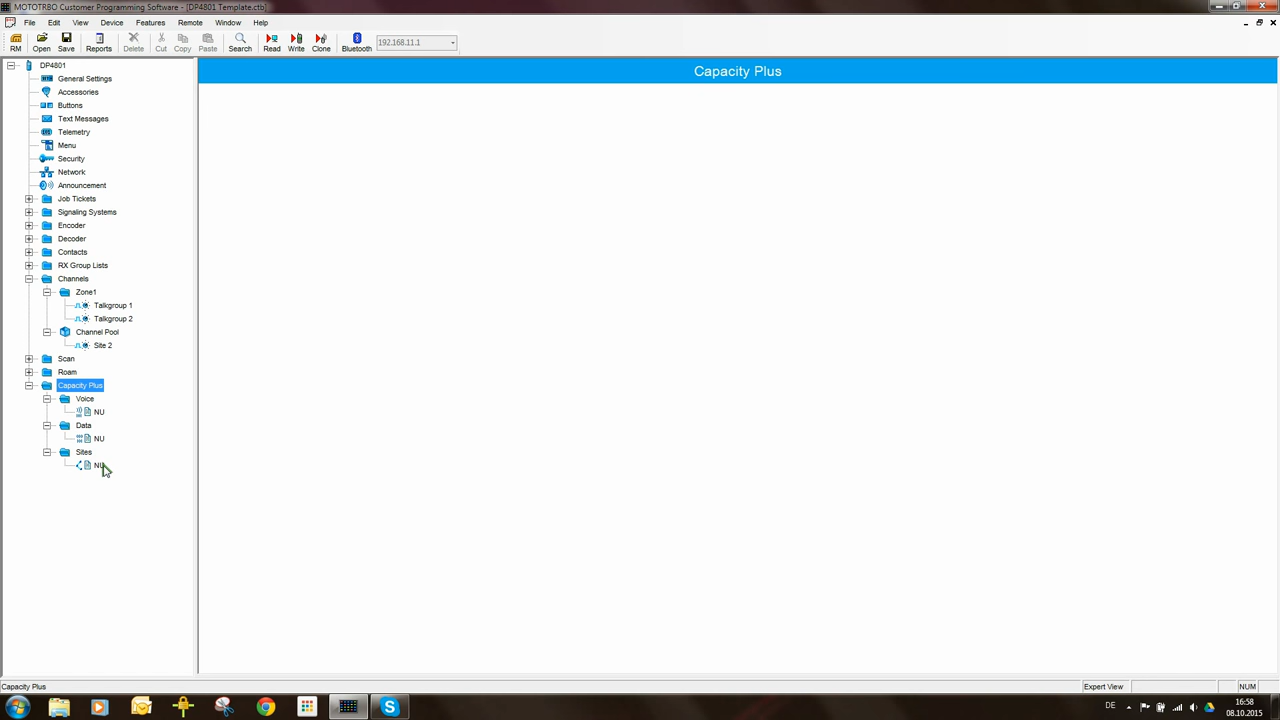 MOTOTRBO Customer Programming Software - [DP4801 Template.ctb]
File Edit View Device Features Remote Window Help
RM Open Save Reports Delete Cut Copy Paste Search Read Write Clone Bluetooth 192.168.11.1
DP4801
General Settings
Accessories
Buttons
Text Messages
Telemetry
Menu
Security
Network
Announcement
Job Tickets
Signaling Systems
Encoder
Decoder
Contacts
RX Group Lists
Channels
Zone1
Talkgroup 1
Talkgroup 2
Channel Pool
Site 2
Scan
Roam
Capacity Plus
Voice
NU
Data
NU
Sites
NU
Capacity Plus
Capacity Plus
Expert View
NUM
DE
16:58
08.10.2015